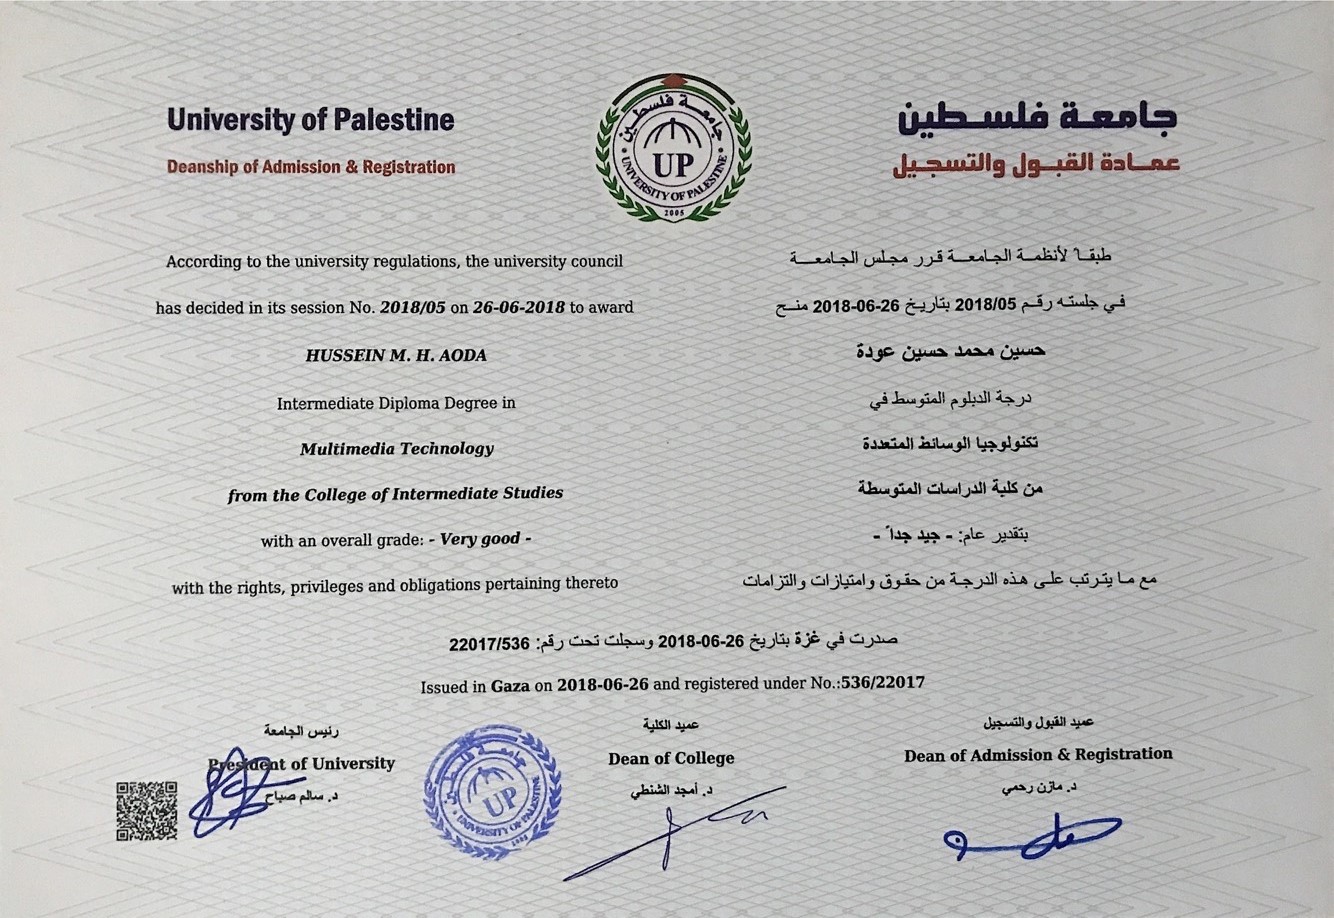 University of Palestine
Deanship of Admission & Registration
جامعة فلسطين
UP
UNIVERSITY OF PALESTINE
2005
جامعة فلسطين
عمادة القبول والتسجيل
According to the university regulations, the university council
has decided in its session No. 2018/05 on 26-06-2018 to award
HUSSEIN M. H. AODA
Intermediate Diploma Degree in
Multimedia Technology
from the College of Intermediate Studies
with an overall grade: - Very good -
with the rights, privileges and obligations pertaining thereto
طبقاً لأنظمة الجامعة قرر مجلس الجامعة
في جلسته رقم 2018/05 بتاريخ 26-06-2018 منح
حسين محمد حسين عودة
درجة الدبلوم المتوسط في
تكنولوجيا الوسائط المتعددة
من كلية الدراسات المتوسطة
بتقدير عام: - جيد جداً -
مع ما يترتب على هذه الدرجة من حقوق وامتيازات والتزامات
صدرت في غزة بتاريخ 26-06-2018 وسجلت تحت رقم: 22017/536
Issued in Gaza on 2018-06-26 and registered under No.:536/22017
رئيس الجامعة
President of University
د. سالم صباح
جامعة فلسطين
UP
UNIVERSITY OF PALESTINE
2005
عميد الكلية
Dean of College
د. أمجد الشنطي
عميد القبول والتسجيل
Dean of Admission & Registration
د. مازن رحمي